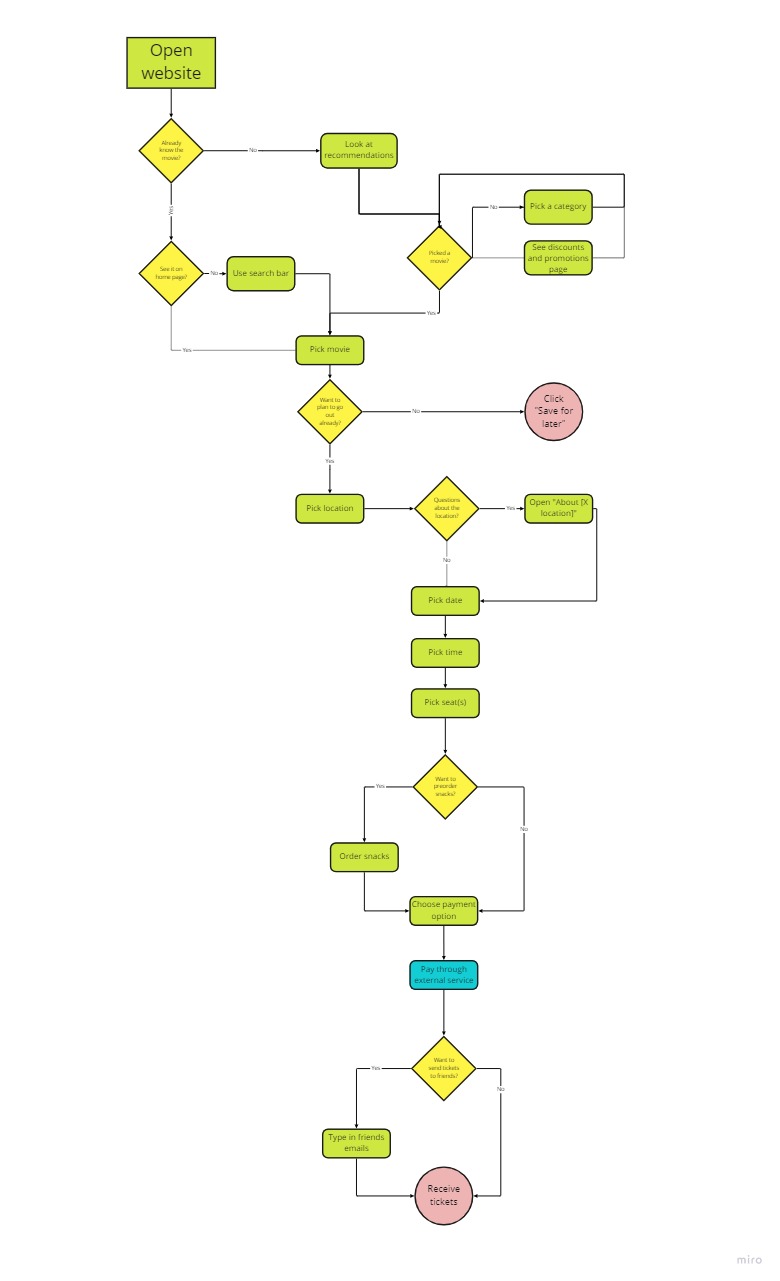 Open
website
Already
know the
movie?
No
Look at
recommendations
Yes
Picked a
movie?
No
Pick a category
See discounts
and promotions
page
See it on
home page?
No
Use search bar
Yes
Yes
Pick movie
Want to
plan to go
out
already?
No
Click
"Save for
later"
Yes
Pick location
Questions
about the
location?
Yes
Open "About [X
location]"
No
Pick date
Pick time
Pick seat(s)
Want to
preorder
snacks?
Yes
No
Order snacks
Choose payment
option
Pay through
external service
Want to
send tickets
to friends?
Yes
No
Type in friends
emails
Receive
tickets
miro